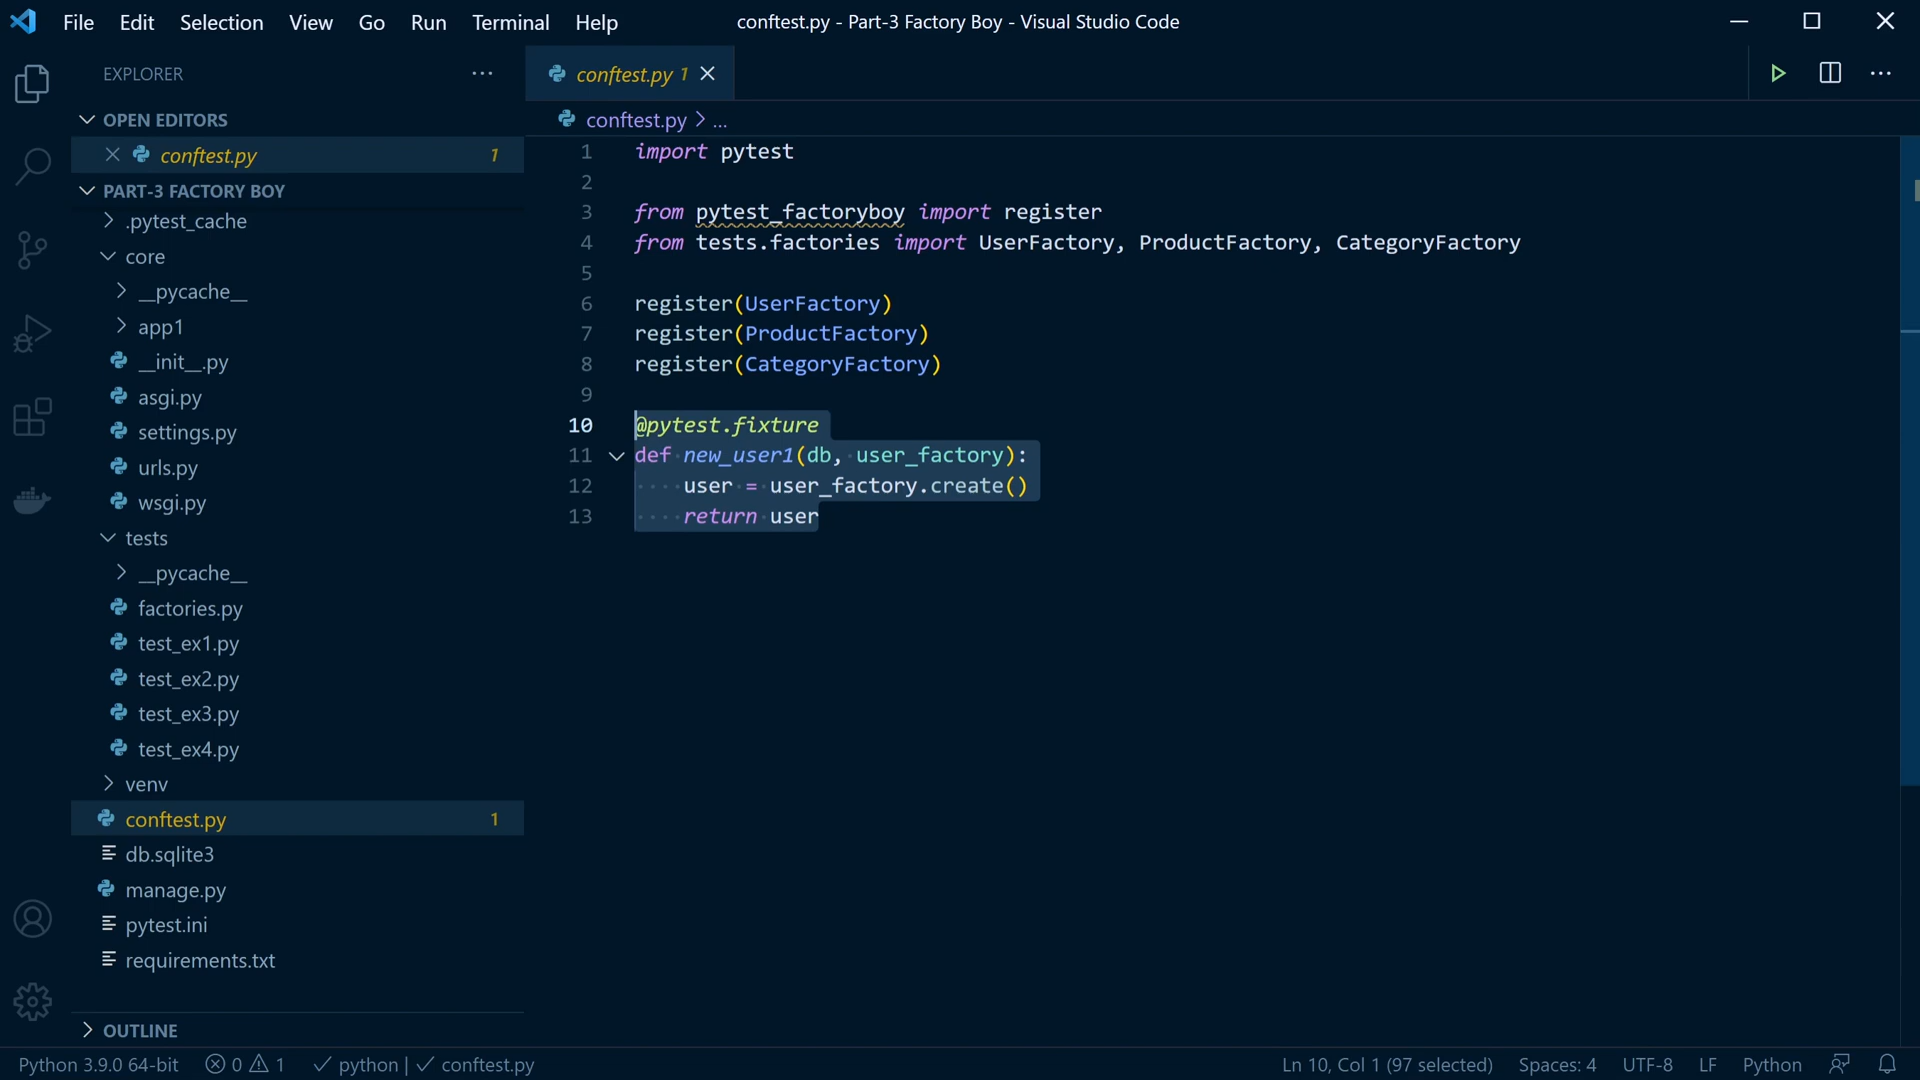 File Edit Selection View Go Run Terminal Help
conftest.py - Part-3 Factory Boy - Visual Studio Code
EXPLORER
OPEN EDITORS
conftest.py 1
PART-3 FACTORY BOY
.pytest_cache
core
__pycache__
app1
__init__.py
asgi.py
settings.py
urls.py
wsgi.py
tests
__pycache__
factories.py
test_ex1.py
test_ex2.py
test_ex3.py
test_ex4.py
venv
conftest.py 1
db.sqlite3
manage.py
pytest.ini
requirements.txt
OUTLINE
conftest.py 1
conftest.py > ...
1 import pytest
2
3 from pytest_factoryboy import register
4 from tests.factories import UserFactory, ProductFactory, CategoryFactory
5
6 register(UserFactory)
7 register(ProductFactory)
8 register(CategoryFactory)
9
10 @pytest.fixture
11 def new_user1(db, user_factory):
12     user = user_factory.create()
13     return user
Python 3.9.0 64-bit 0 1 python | conftest.py Ln 10, Col 1 (97 selected) Spaces: 4 UTF-8 LF Python